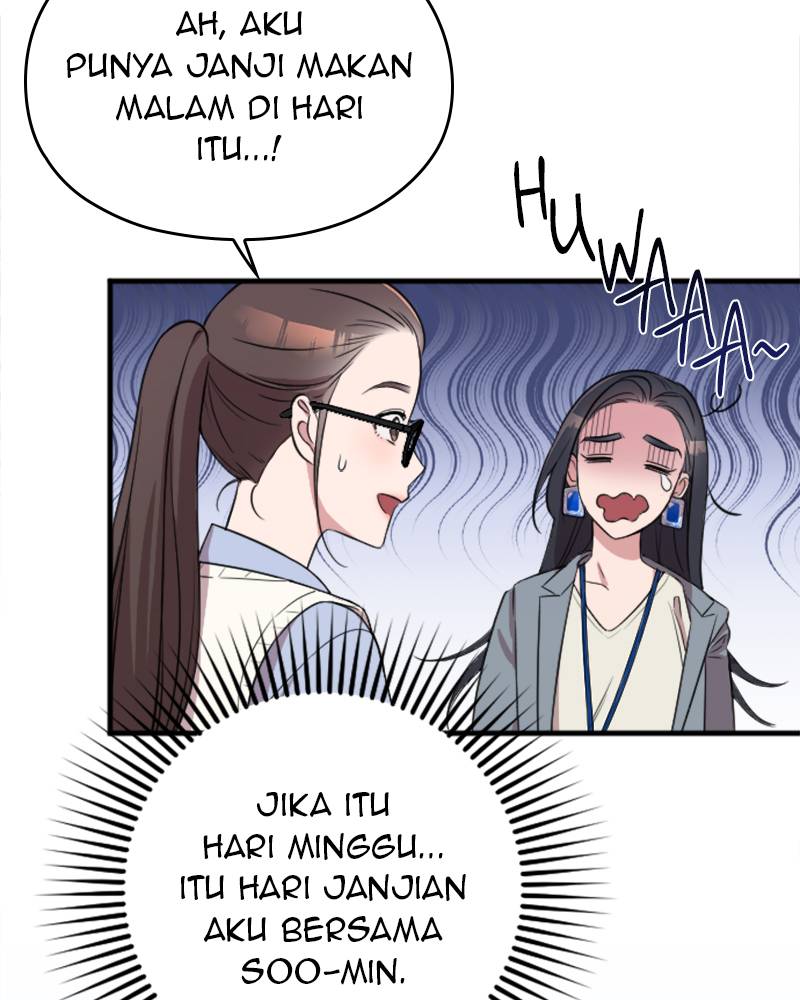 AH, AKU
PUNYA JANJI MAKAN
MALAM DI HARI
ITU...!
HUWAAA~
JIKA ITU
HARI MINGGU...
ITU HARI JANJIAN
AKU BERSAMA
SOO-MIN.